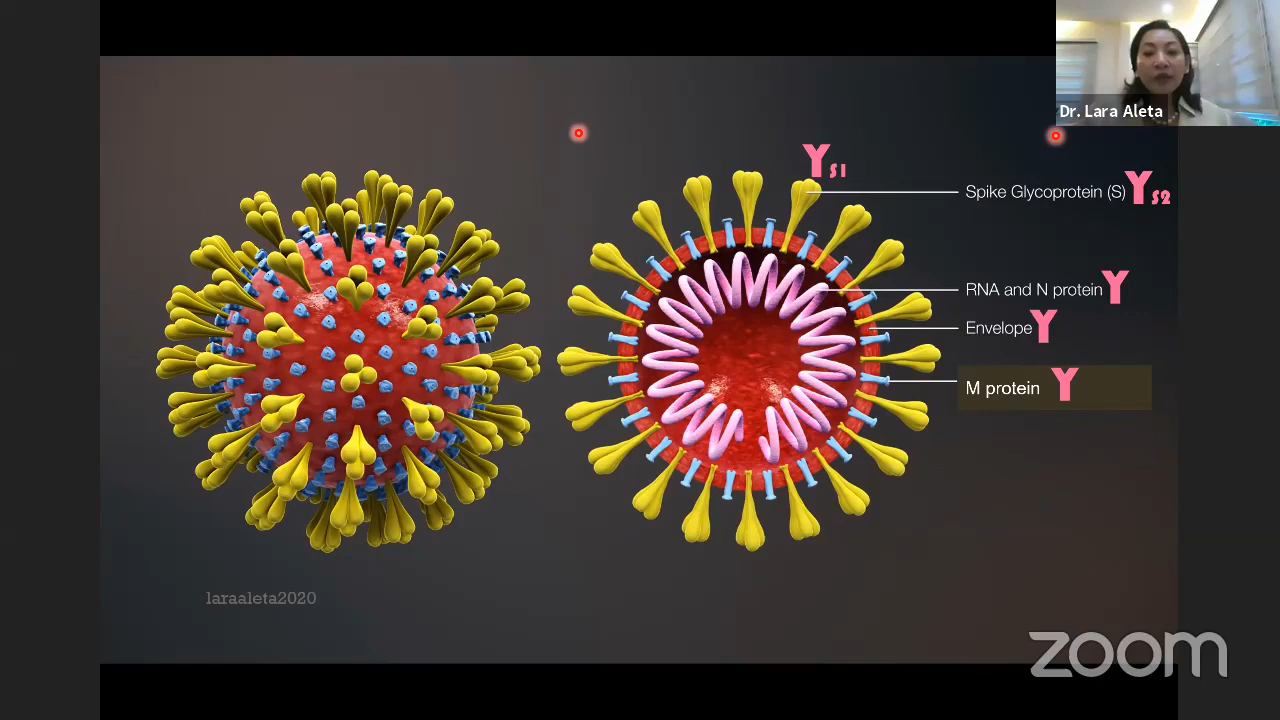 Dr. Lara Aleta
Y S1
Spike Glycoprotein (S) Y S2
RNA and N protein Y
Envelope Y
M protein Y
laraaleta2020
zoom